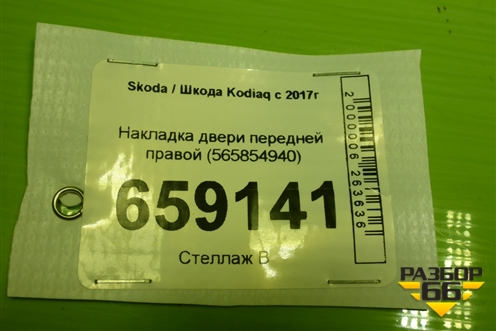 Skoda / Шкода Kodiaq с 2017г
Накладка двери передней
правой (565854940)
659141
Стеллаж В
2000006263636
РАЗБОР
66